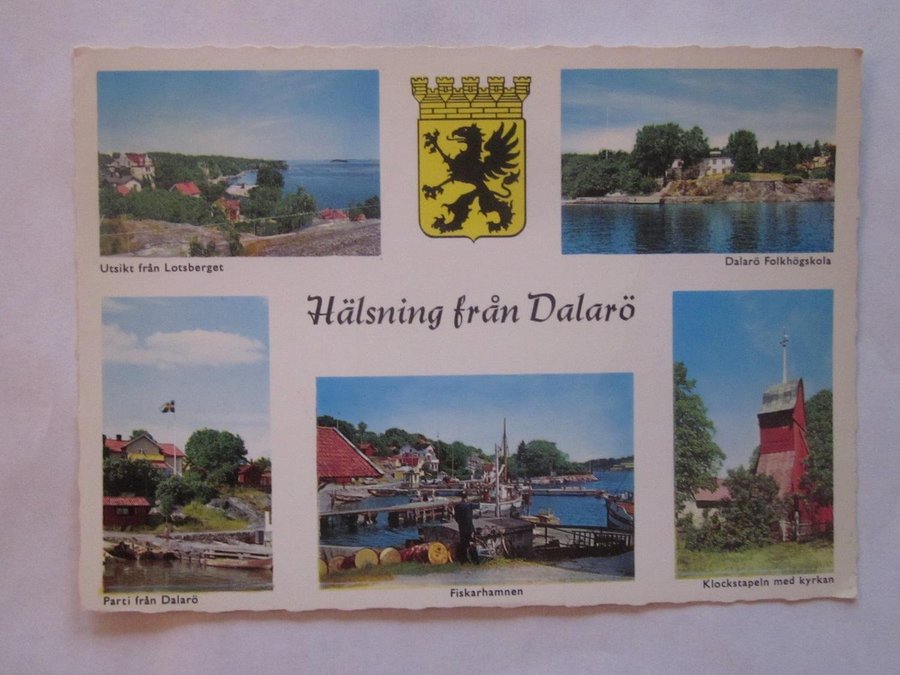 Utsikt från Lotsberget
Dalarö Folkhögskola
Hälsning från Dalarö
Parti från Dalarö
Fiskarhamnen
Klockstapeln med kyrkan